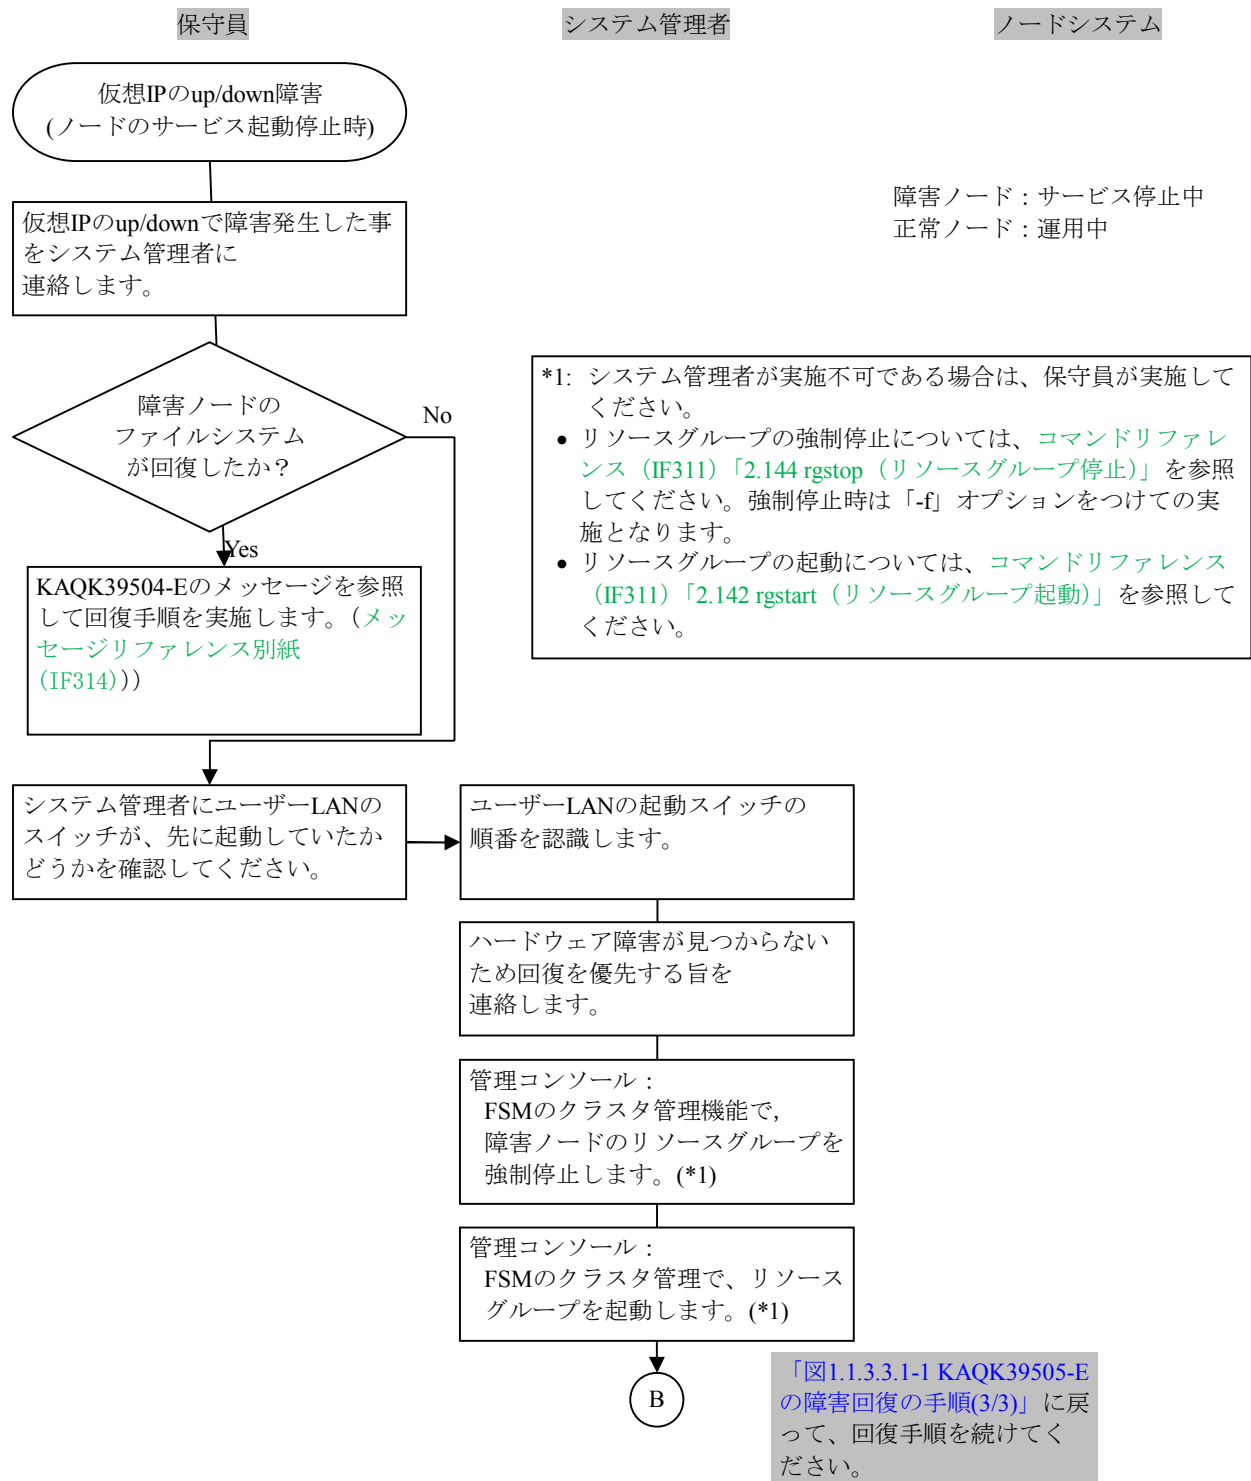 保守員
システム管理者
ノードシステム
仮想IPのup/down障害
(ノードのサービス起動停止時)
障害ノード：サービス停止中
正常ノード：運用中
仮想IPのup/downで障害発生した事
をシステム管理者に
連絡します。
障害ノードの
ファイルシステム
が回復したか？
No
Yes
*1: システム管理者が実施不可である場合は、保守員が実施して
ください。
• リソースグループの強制停止については、コマンドリファレ
ンス（IF311）「2.144 rgstop（リソースグループ停止）」を参照
してください。強制停止時は「-f」オプションをつけての実
施となります。
• リソースグループの起動については、コマンドリファレンス
（IF311）「2.142 rgstart（リソースグループ起動）」を参照して
ください。
KAQK39504-Eのメッセージを参照
して回復手順を実施します。（メッ
セージリファレンス別紙
(IF314)））
システム管理者にユーザーLANの
スイッチが、先に起動していたか
どうかを確認してください。
ユーザーLANの起動スイッチの
順番を認識します。
ハードウェア障害が見つからない
ため回復を優先する旨を
連絡します。
管理コンソール：
FSMのクラスタ管理機能で,
障害ノードのリソースグループを
強制停止します。(*1)
管理コンソール：
FSMのクラスタ管理で、リソース
グループを起動します。(*1)
B
「図1.1.3.3.1-1 KAQK39505-E
の障害回復の手順(3/3)」に戻
って、回復手順を続けてく
ださい。